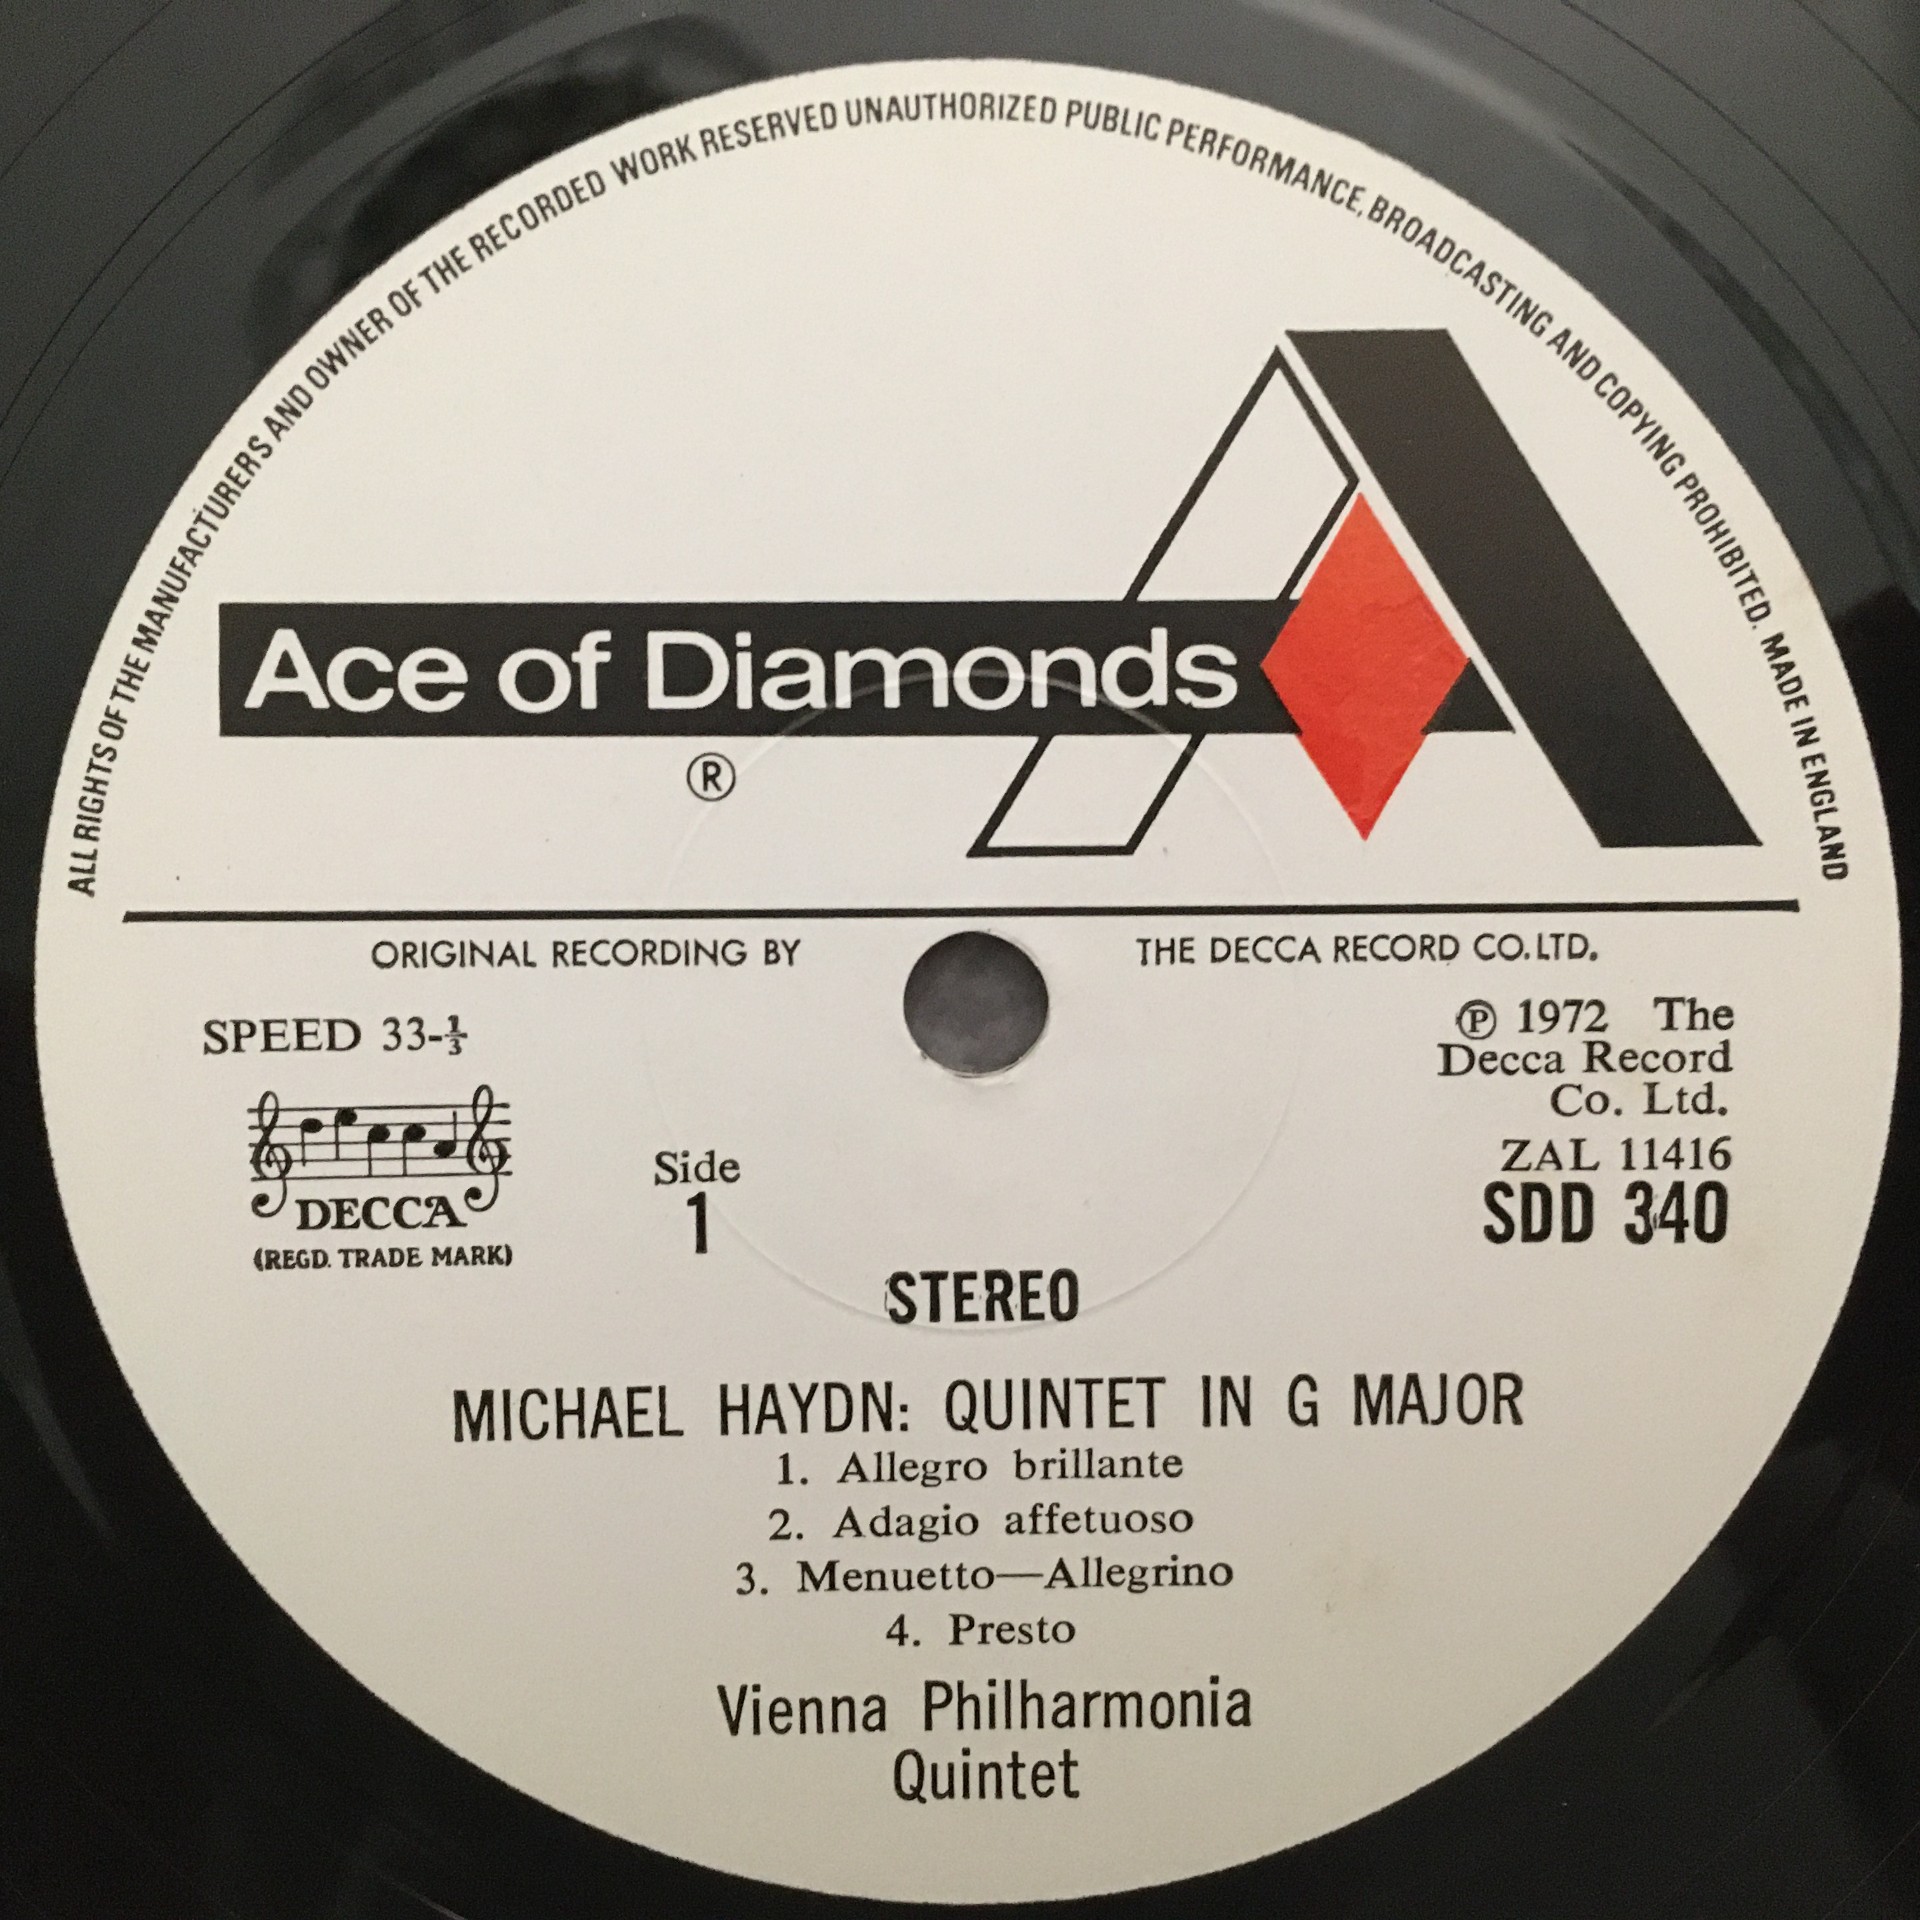 ALL RIGHTS OF THE MANUFACTURERS AND OWNER OF THE RECORDED WORK RESERVED UNAUTHORIZED PUBLIC PERFORMANCE, BROADCASTING AND COPYING PROHIBITED. MADE IN ENGLAND
Ace of Diamonds
®
ORIGINAL RECORDING BY THE DECCA RECORD CO. LTD.
SPEED 33-⅓
DECCA
(REGD. TRADE MARK)
Side
1
℗ 1972 The
Decca Record
Co. Ltd.
ZAL 11416
SDD 340
STEREO
MICHAEL HAYDN: QUINTET IN G MAJOR
1. Allegro brillante
2. Adagio affetuoso
3. Menuetto—Allegrino
4. Presto
Vienna Philharmonia
Quintet